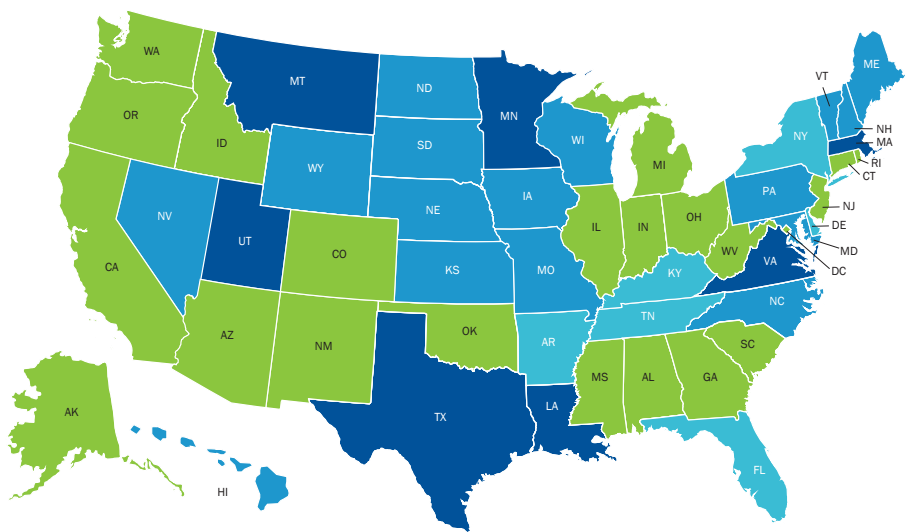 WA
MT
ND
MN
VT
ME
OR
ID
SD
WI
NY
NH
MA
MI
RI
CT
WY
PA
IA
NE
NJ
NV
IL
IN
OH
DE
UT
CO
WV
MD
KS
MO
VA
DC
CA
KY
NC
TN
OK
AZ
NM
AR
SC
MS
AL
GA
LA
AK
TX
FL
HI